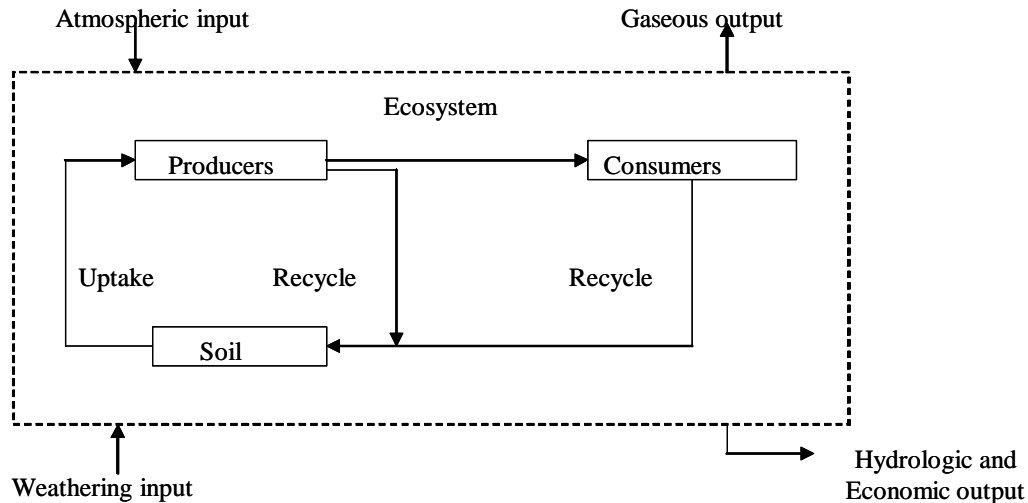 Atmospheric input
Gaseous output
Ecosystem
Producers
Consumers
Uptake
Recycle
Recycle
Soil
Weathering input
Hydrologic and
Economic output